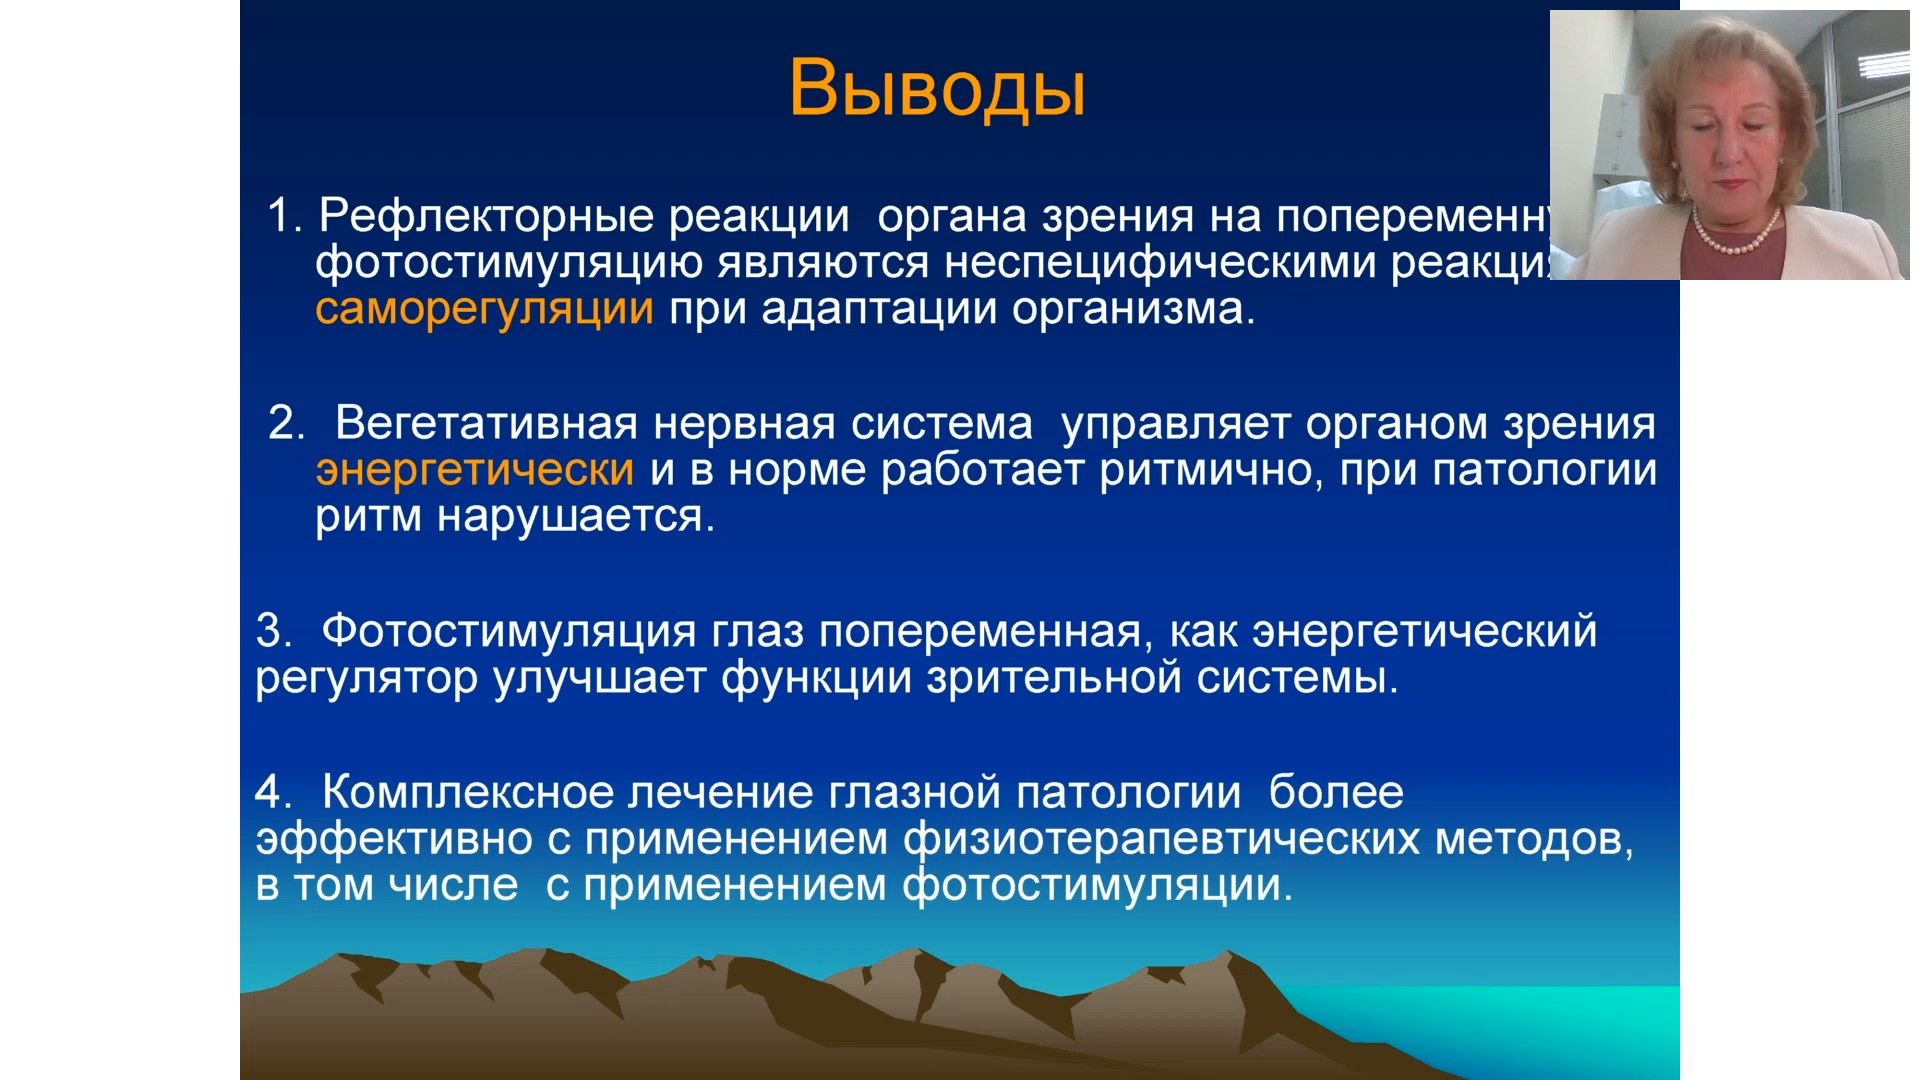 Выводы
1. Рефлекторные реакции органа зрения на
фотостимуляцию являются неспецифическими
саморегуляции при адаптации организма.
2. Вегетативная нервная система управляет органом зрения
энергетически и в норме работает ритмично, при патологии
ритм нарушается.
3. Фотостимуляция глаз попеременная, как энергетический
регулятор улучшает функции зрительной системы.
4. Комплексное лечение глазной патологии более
эффективно с применением физиотерапевтических методов,
в том числе с применением фотостимуляции.